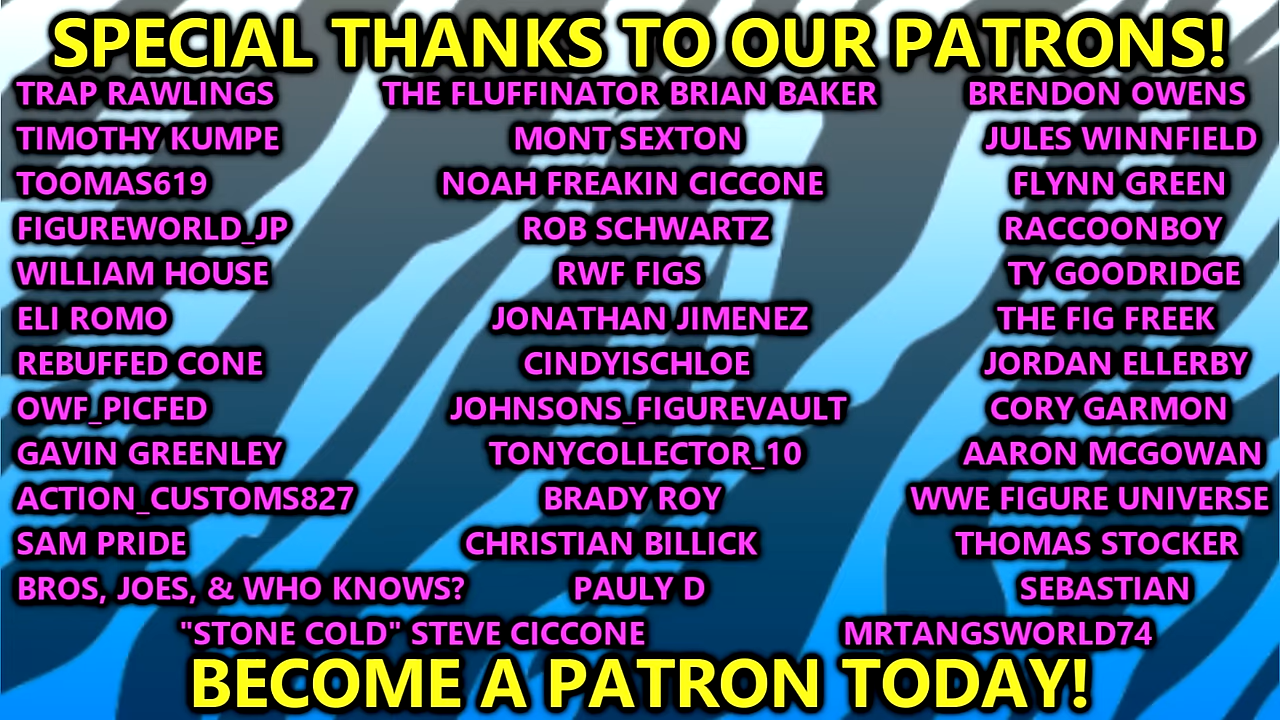 SPECIAL THANKS TO OUR PATRONS!
TRAP RAWLINGS THE FLUFFINATOR BRIAN BAKER BRENDON OWENS
TIMOTHY KUMPE MONT SEXTON JULES WINNFIELD
TOOMAS619 NOAH FREAKIN CICCONE FLYNN GREEN
FIGUREWORLD_JP ROB SCHWARTZ RACCOONBOY
WILLIAM HOUSE RWF FIGS TY GOODRIDGE
ELI ROMO JONATHAN JIMENEZ THE FIG FREEK
REBUFFED CONE CINDYISCHLOE JORDAN ELLERBY
OWF_PICFED JOHNSONS_FIGUREVAULT CORY GARMON
GAVIN GREENLEY TONYCOLLECTOR_10 AARON MCGOWAN
ACTION_CUSTOMS827 BRADY ROY WWE FIGURE UNIVERSE
SAM PRIDE CHRISTIAN BILLICK THOMAS STOCKER
BROS, JOES, & WHO KNOWS? PAULY D SEBASTIAN
"STONE COLD" STEVE CICCONE MRTANGSWORLD74
BECOME A PATRON TODAY!